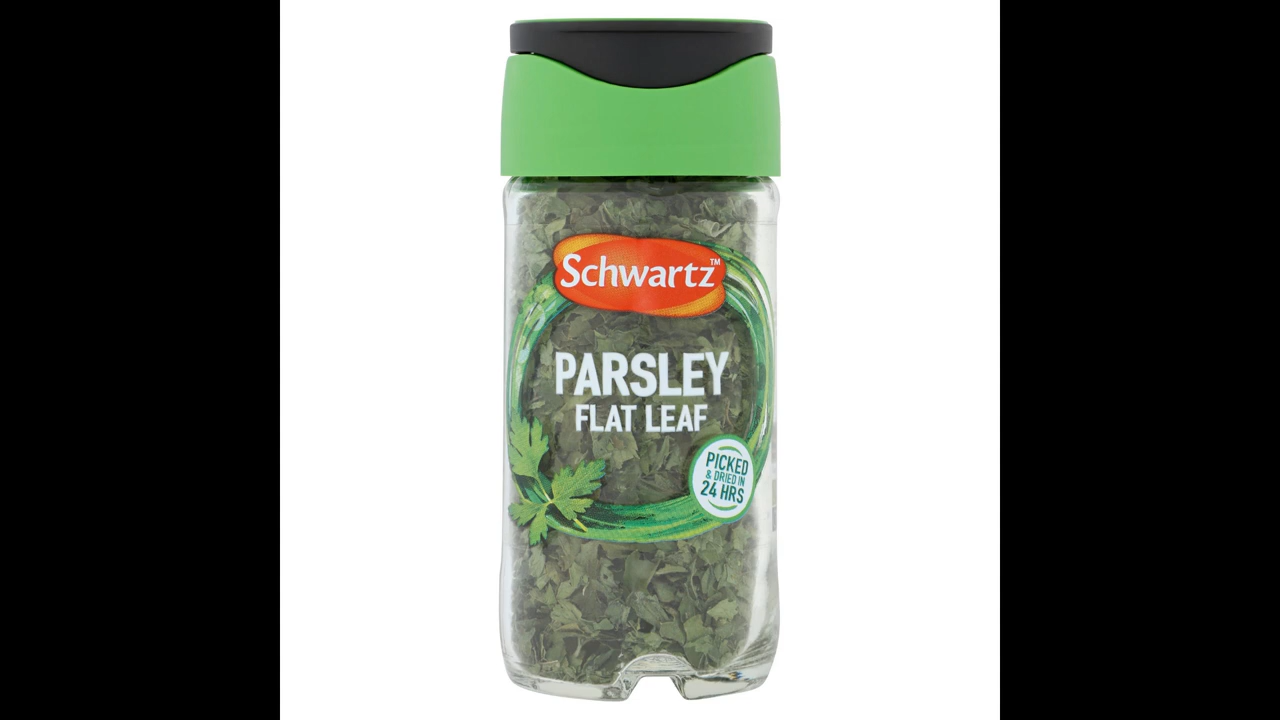 Schwartz™
PARSLEY
FLAT LEAF
PICKED
& DRIED IN
24 HRS